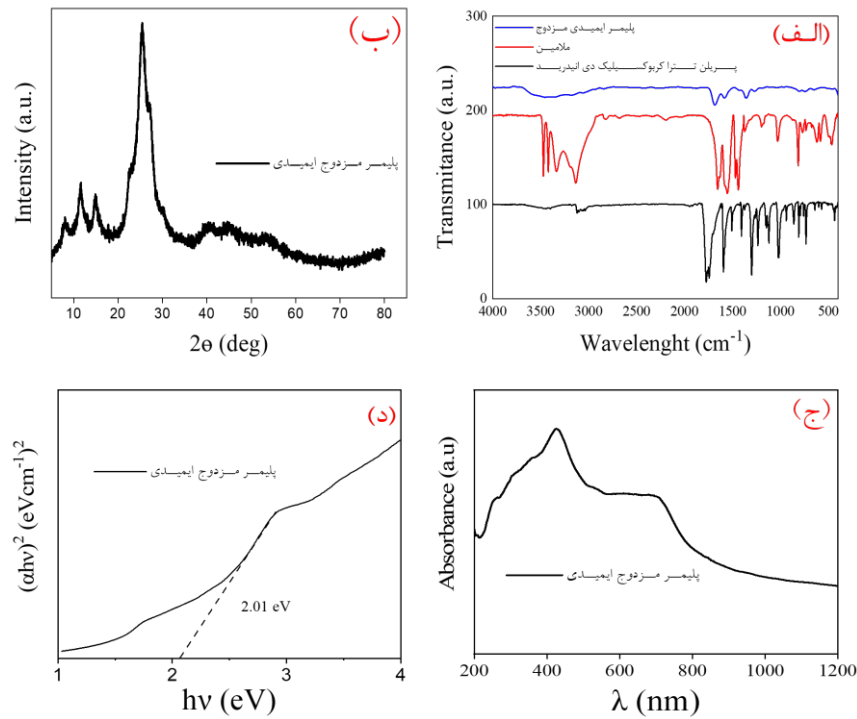 (الف)
پلیمر ایمیدی مزدوج
ملامین
پریلن تترا کربوکسیلیک دی انیدرید
Transmitance (a.u.)
300
200
100
0
4000 3500 3000 2000 1500 1000 500
Wavelenght (cm⁻¹)
(ب)
Intensity (a.u.)
پلیمر مزدوج ایمیدی
10 20 30 40 50 60 70 80
2ɵ (deg)
(ج)
Absorbance (a.u)
پلیمر مزدوج ایمیدی
200 400 600 800 1000 1200
λ (nm)
(د)
(αhν)² (eVcm⁻¹)²
پلیمر مزدوج ایمیدی
2.01 eV
1 2 3 4
hν (eV)